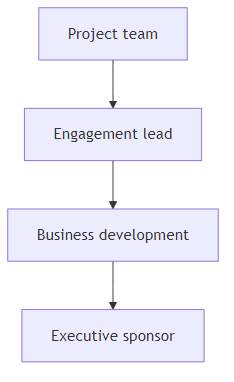 Project team
Engagement lead
Business development
Executive sponsor